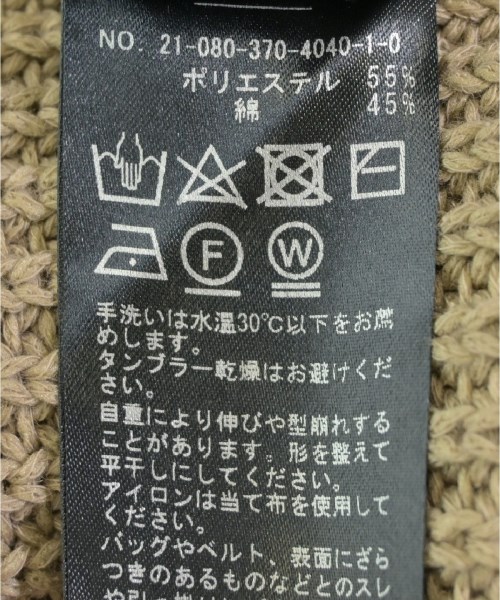 NO. 21-080-370-4040-1-0
ポリエステル 55%
綿 45%
F W
手洗いは水温30℃以下をお薦
めします。
タンブラー乾燥はお避けくだ
さい。
自重により伸びや型崩れする
ことがあります。形を整えて
平干しにしてください。
アイロンは当て布を使用して
ください。
バッグやベルト、表面にざら
つきのあるものなどとのスレ